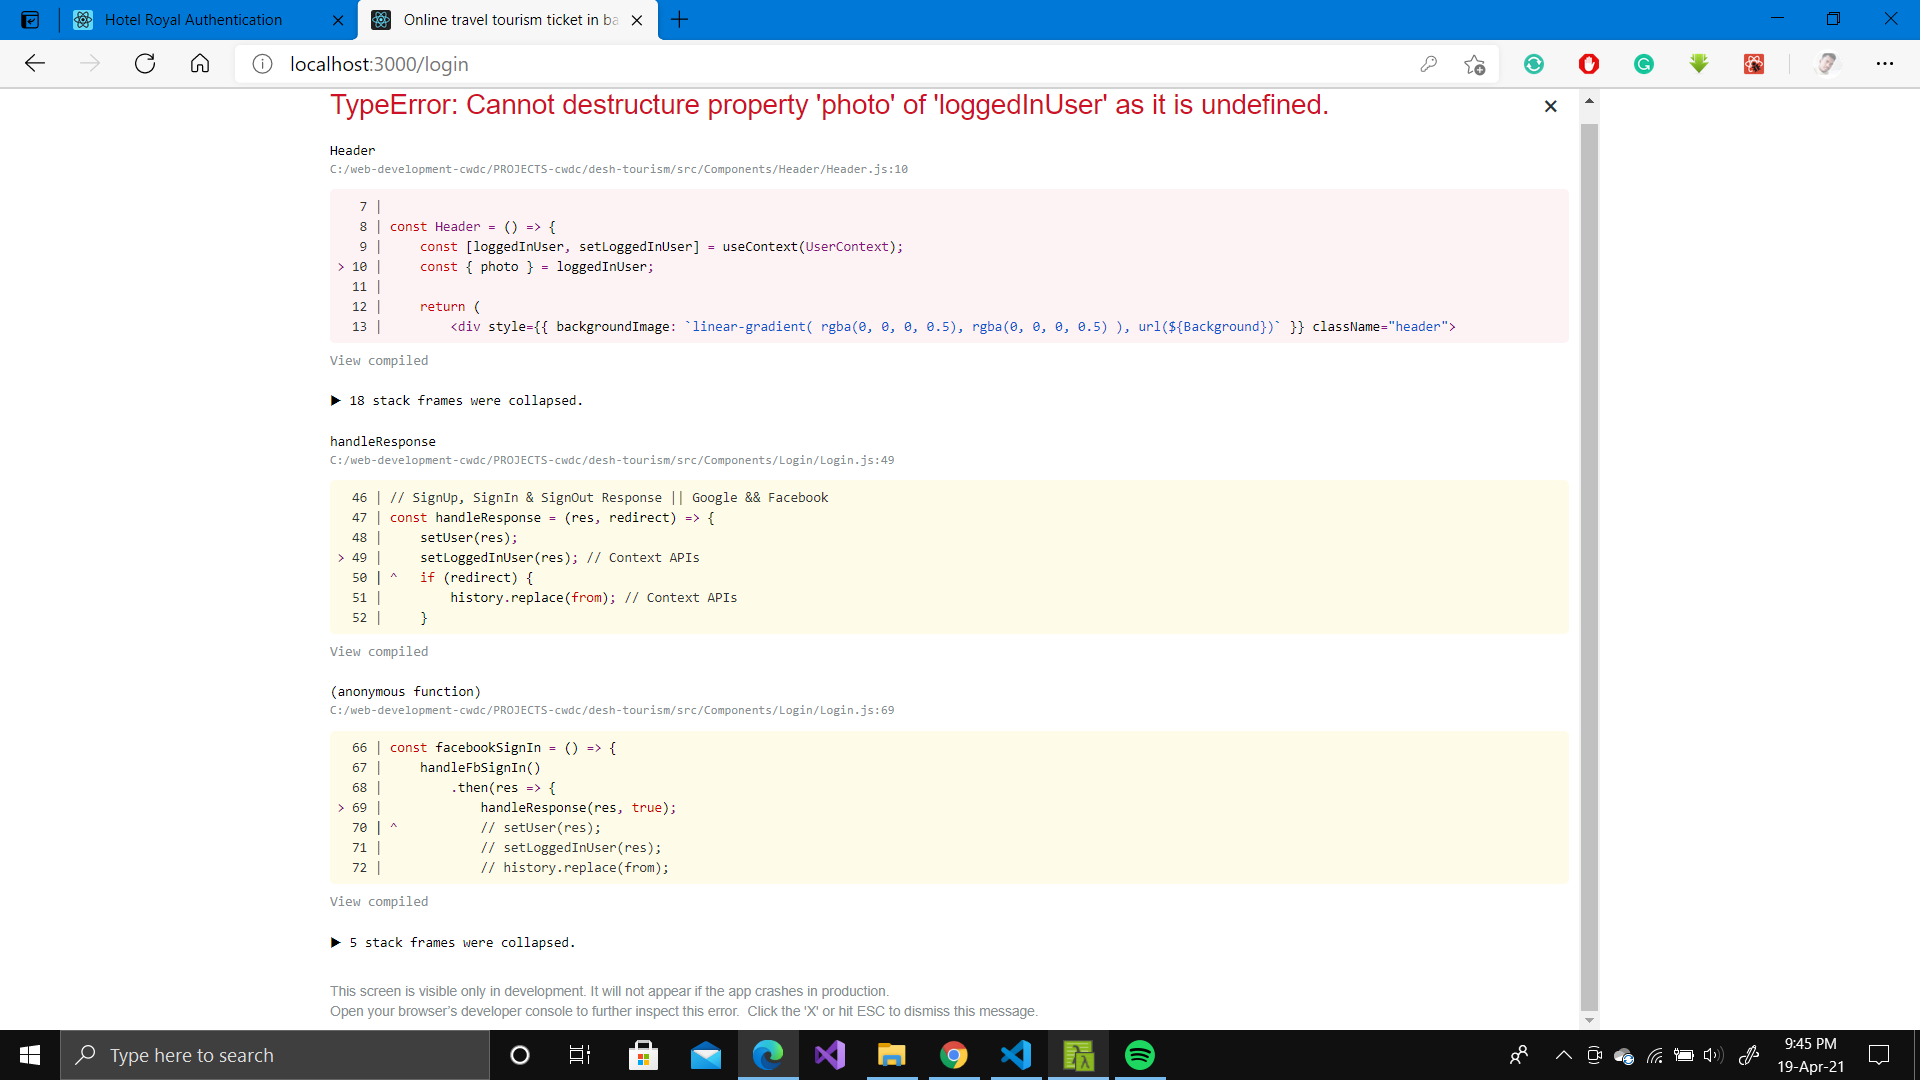 Hotel Royal Authentication
Online travel tourism ticket in ba
localhost:3000/login
TypeError: Cannot destructure property 'photo' of 'loggedInUser' as it is undefined.
Header
C:/web-development-cwdc/PROJECTS-cwdc/desh-tourism/src/Components/Header/Header.js:10
7 |
8 | const Header = () => {
9 |     const [loggedInUser, setLoggedInUser] = useContext(UserContext);
> 10 |     const { photo } = loggedInUser;
11 |
12 |     return (
13 |         <div style={{ backgroundImage: `linear-gradient( rgba(0, 0, 0, 0.5), rgba(0, 0, 0, 0.5) ), url(${Background})` }} className="header">
View compiled
▶ 18 stack frames were collapsed.
handleResponse
C:/web-development-cwdc/PROJECTS-cwdc/desh-tourism/src/Components/Login/Login.js:49
46 | // SignUp, SignIn & SignOut Response || Google && Facebook
47 | const handleResponse = (res, redirect) => {
48 |     setUser(res);
> 49 |     setLoggedInUser(res); // Context APIs
50 | ^   if (redirect) {
51 |         history.replace(from); // Context APIs
52 |     }
View compiled
(anonymous function)
C:/web-development-cwdc/PROJECTS-cwdc/desh-tourism/src/Components/Login/Login.js:69
66 | const facebookSignIn = () => {
67 |     handleFbSignIn()
68 |         .then(res => {
> 69 |             handleResponse(res, true);
70 | ^           // setUser(res);
71 |             // setLoggedInUser(res);
72 |             // history.replace(from);
View compiled
▶ 5 stack frames were collapsed.
This screen is visible only in development. It will not appear if the app crashes in production.
Open your browser's developer console to further inspect this error.  Click the 'X' or hit ESC to dismiss this message.
Type here to search
9:45 PM
19-Apr-21